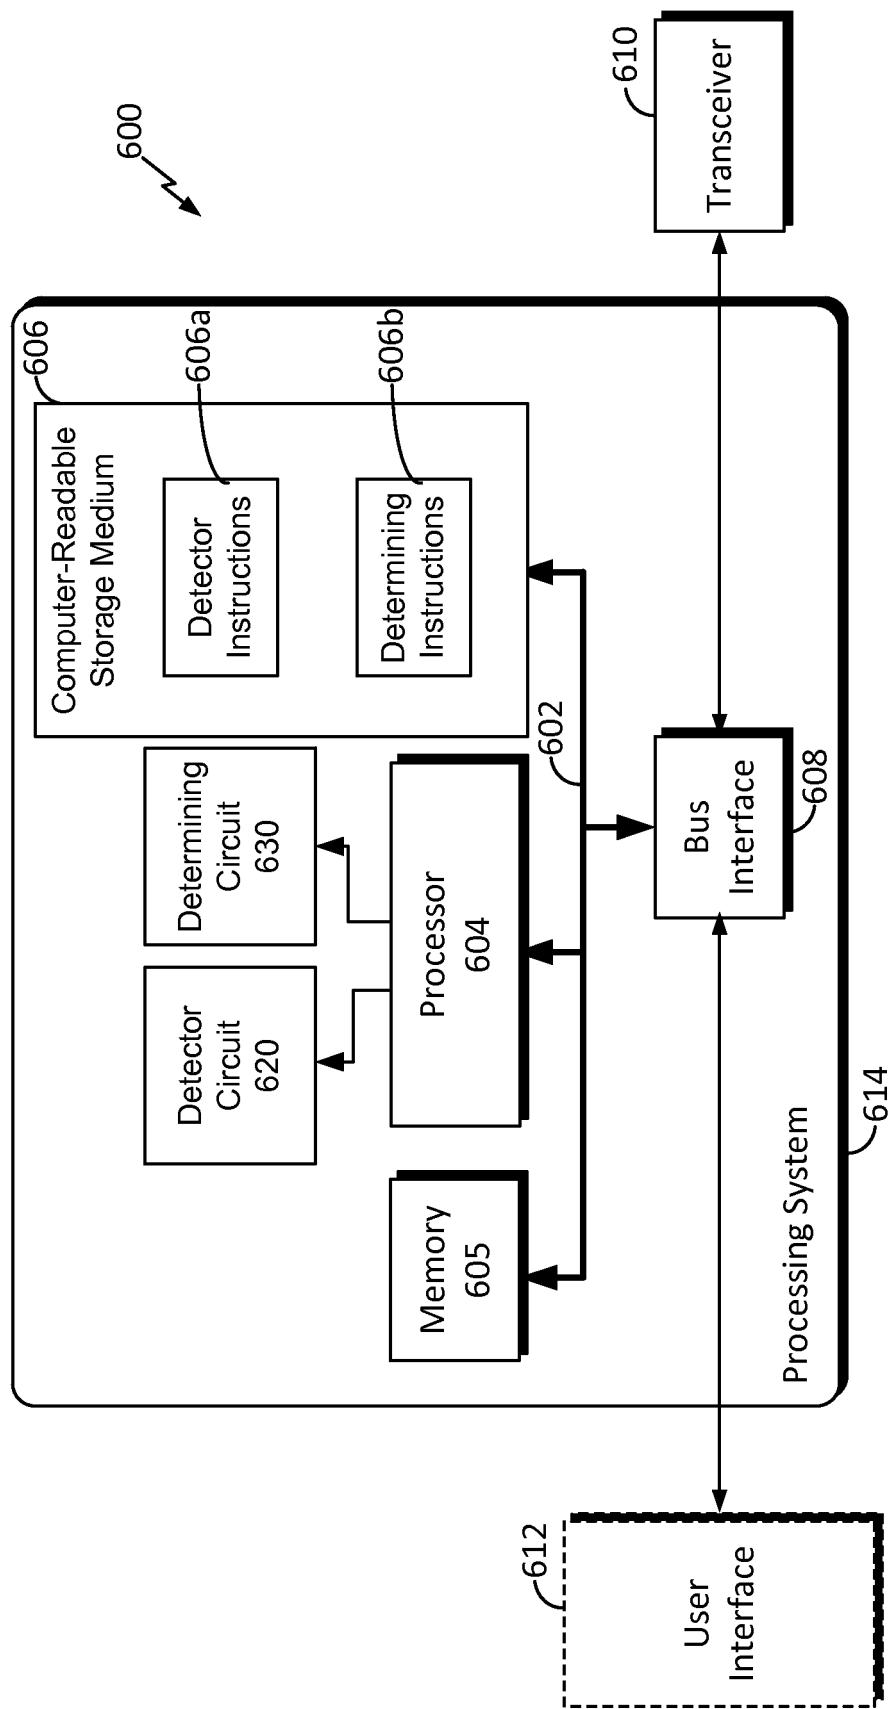 600
606
Computer-Readable
Storage Medium
606a
Detector
Instructions
606b
Determining
Instructions
Detector
Circuit
620
Determining
Circuit
630
Memory
605
Processor
604
602
Bus
Interface
608
Processing System
614
612
User
Interface
610
Transceiver